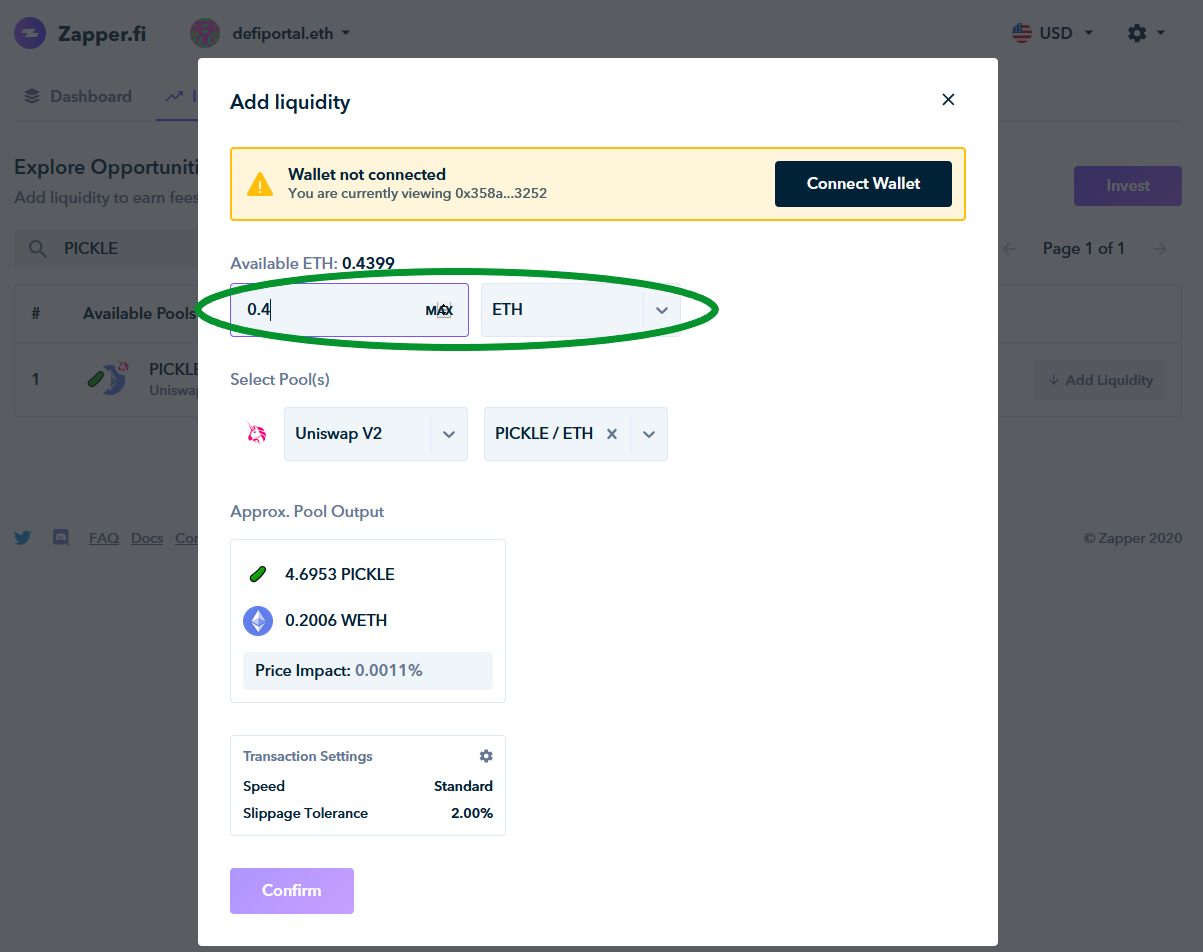 Zapper.fi defiportal.eth USD
Dashboard
Add liquidity
Explore
Add liquidity to earn fees
Wallet not connected
You are currently viewing 0x358a...3252
Connect Wallet
Invest
PICKLE
Page 1 of 1
Available ETH: 0.4399
# Available Pools
0.4 MAX ETH
1 PICKLE
Select Pool(s)
Add Liquidity
Uniswap V2 PICKLE / ETH
Approx. Pool Output
FAQ Docs
© Zapper 2020
4.6953 PICKLE
0.2006 WETH
Price Impact: 0.0011%
Transaction Settings
Speed Standard
Slippage Tolerance 2.00%
Confirm